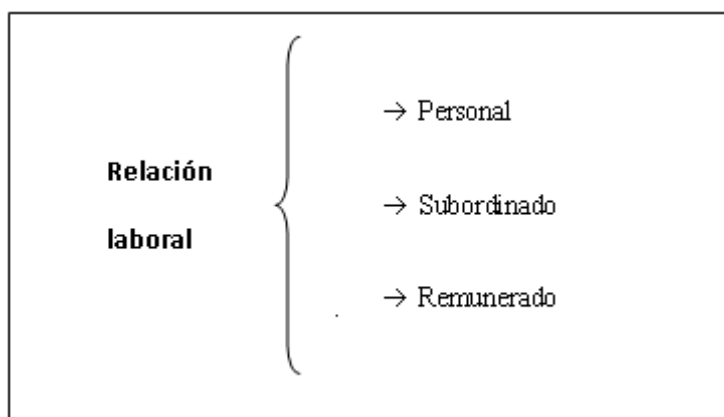 Relación
laboral
→ Personal
→ Subordinado
→ Remunerado